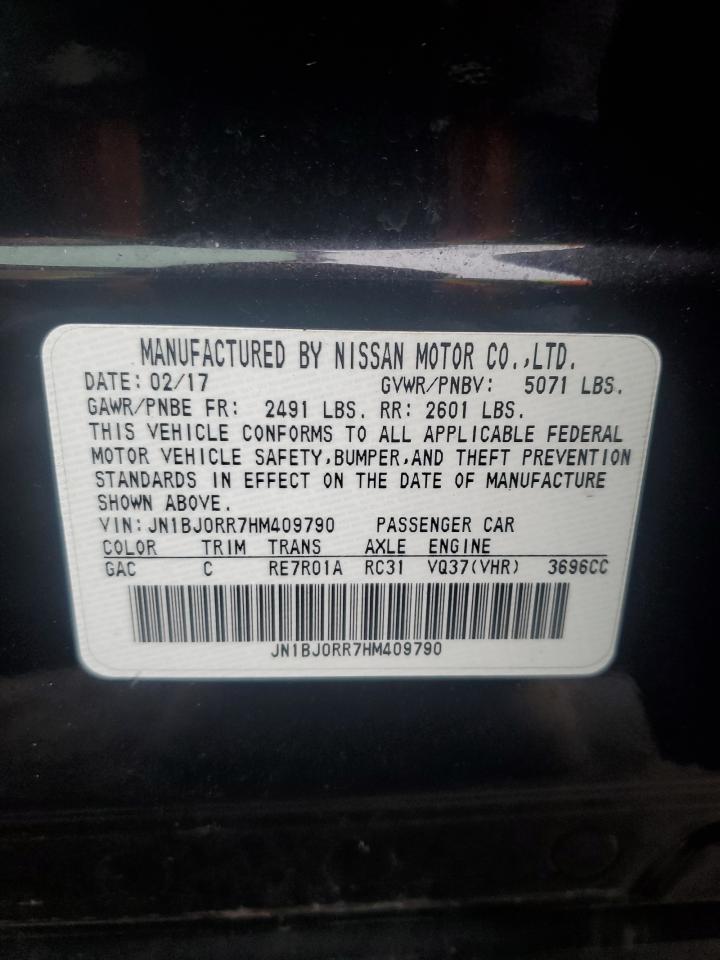 MANUFACTURED BY NISSAN MOTOR CO.,LTD.
DATE: 02/17 GVWR/PNBV: 5071 LBS.
GAWR/PNBE FR: 2491 LBS. RR: 2601 LBS.
THIS VEHICLE CONFORMS TO ALL APPLICABLE FEDERAL
MOTOR VEHICLE SAFETY,BUMPER,AND THEFT PREVENTION
STANDARDS IN EFFECT ON THE DATE OF MANUFACTURE
SHOWN ABOVE.
VIN: JN1BJ0RR7HM409790 PASSENGER CAR
COLOR TRIM TRANS AXLE ENGINE
GAC C RE7R01A RC31 VQ37(VHR) 3696CC
JN1BJ0RR7HM409790